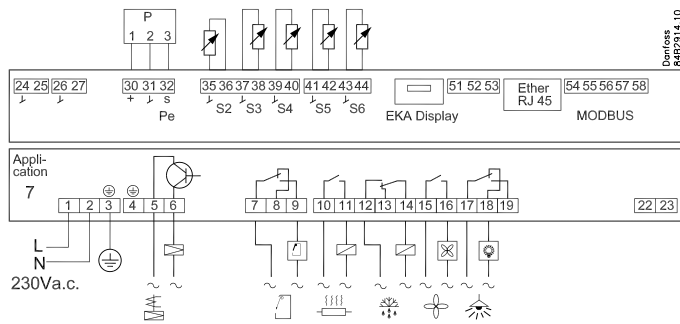 Danfoss
84B2914.10
P
1 2 3
24 25 26 27 30 31 32 35 36 37 38 39 40 41 42 43 44 51 52 53 Ether 54 55 56 57 58
RJ 45
+ s S2 S3 S4 S5 S6
Pe EKA Display MODBUS
Appli-
cation
7
1 2 3 4 5 6 7 8 9 10 11 12 13 14 15 16 17 18 19 22 23
L
N
230Va.c.